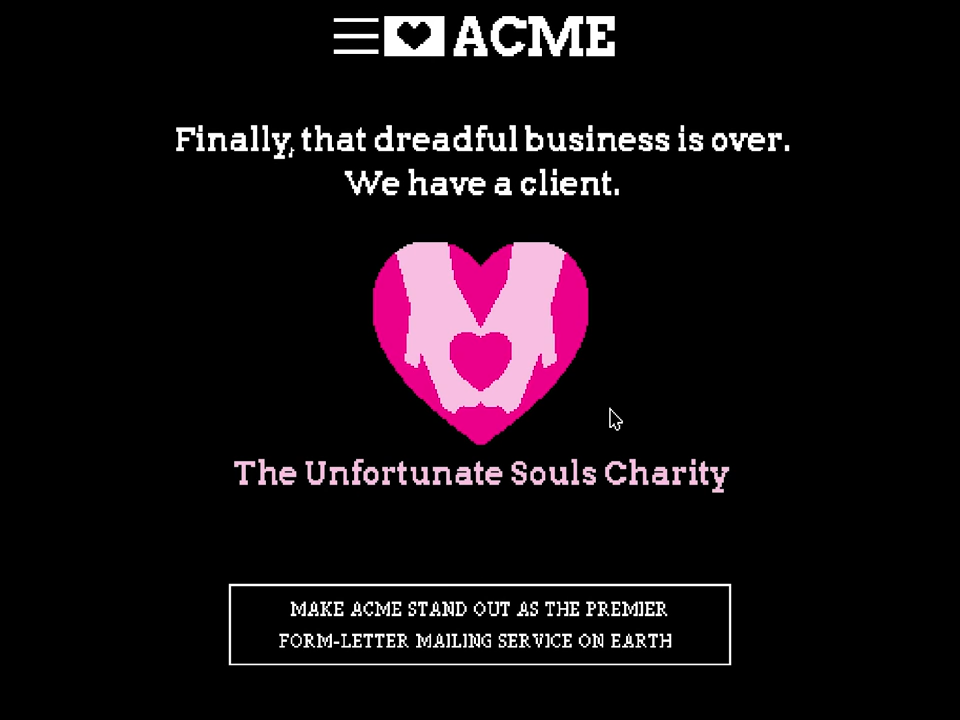 ACME
Finally, that dreadful business is over.
We have a client.
The Unfortunate Souls Charity
MAKE ACME STAND OUT AS THE PREMIER
FORM-LETTER MAILING SERVICE ON EARTH